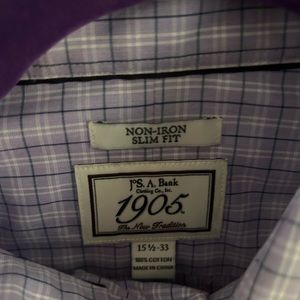 NON-IRON
SLIM FIT
JoS. A. Bank
Clothing Co., Inc.
1905
The New Tradition
15 ½-33
100% COTTON
MADE IN CHINA